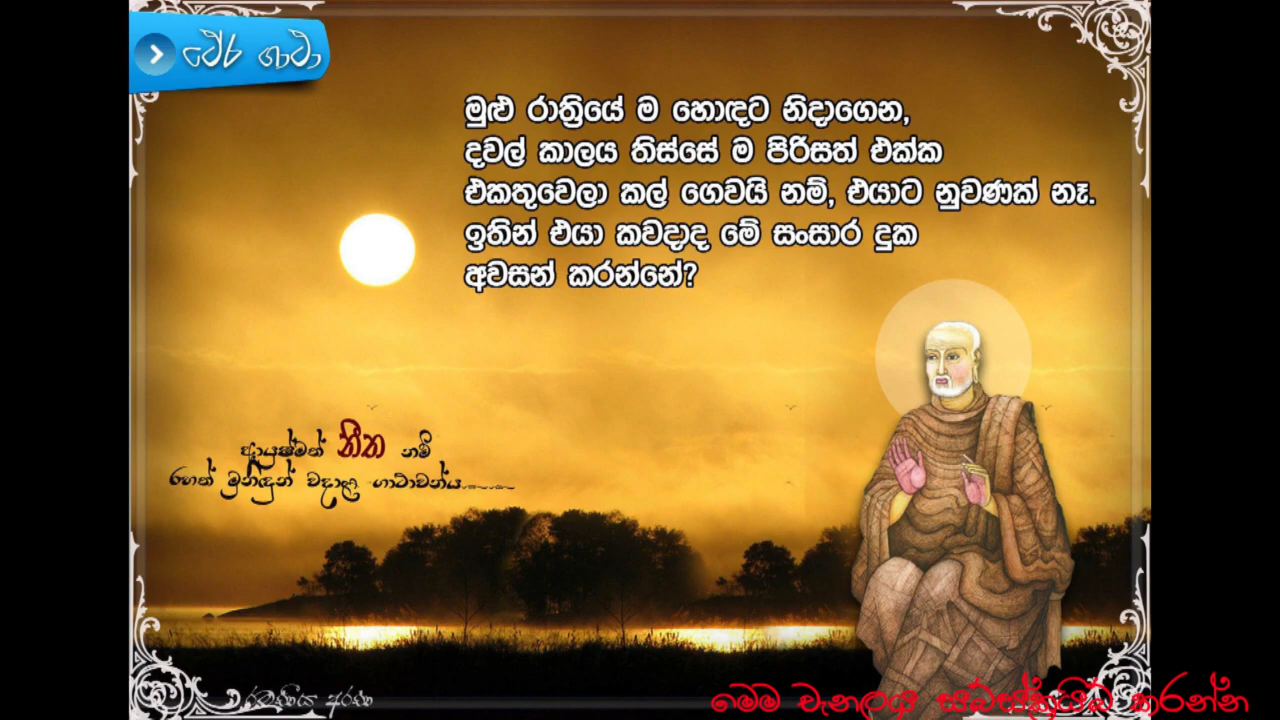 ථේර ගාථා
මුළු රාත්‍රියේ ම හොඳට නිදාගෙන,
දවල් කාලය තිස්සේ ම පිරිසත් එක්ක
එකතුවෙලා කල් ගෙවයි නම්, එයාට නුවණක් නෑ.
ඉතින් එයා කවදාද මේ සංසාර දුක
අවසන් කරන්නේ?
ආයුෂ්මත් නීත නම්
රහත් මුනිඳුන් වදාළ ගාථාවන්ය..........
මෙම චැනලය සබ්ස්ක්‍රයිබ් කරන්න